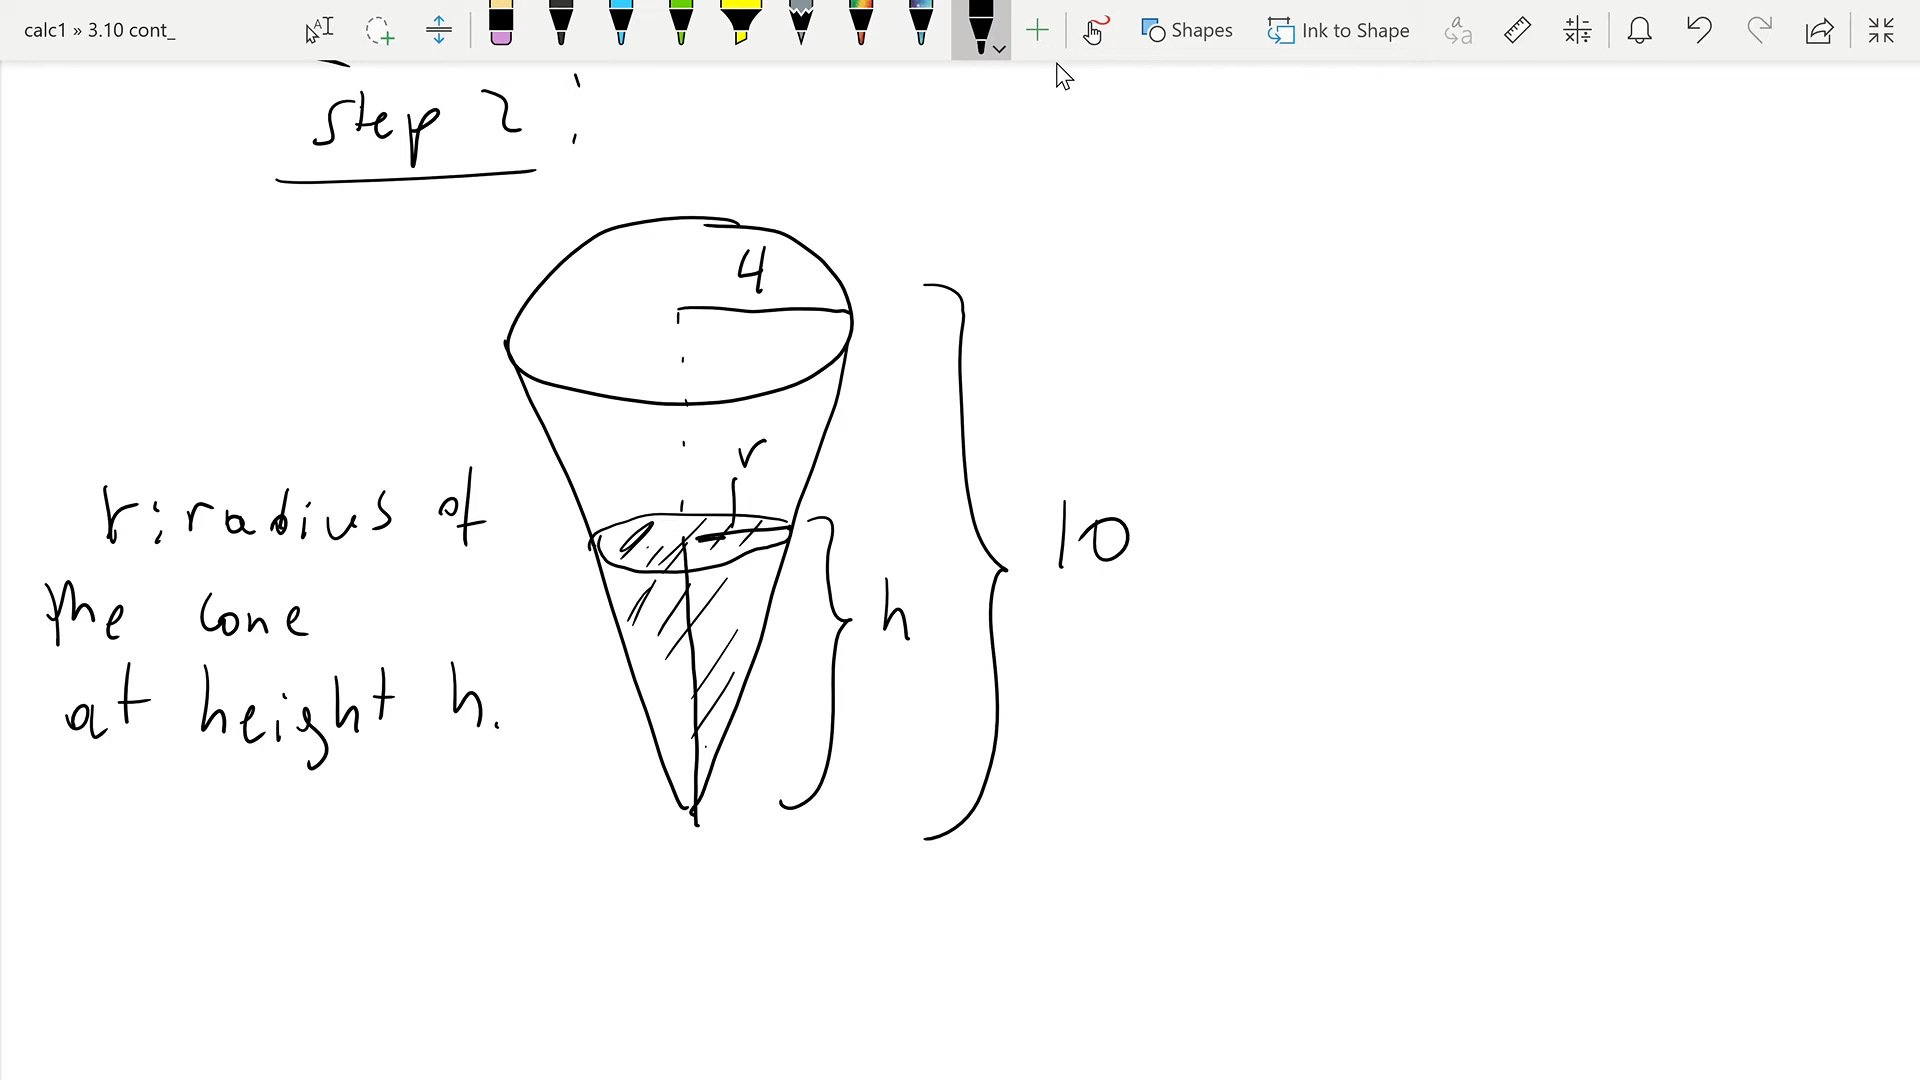 calc1 » 3.10 cont_
Shapes
Ink to Shape
step 2 :
4
r
r: radius of
the cone
at height h.
h
10